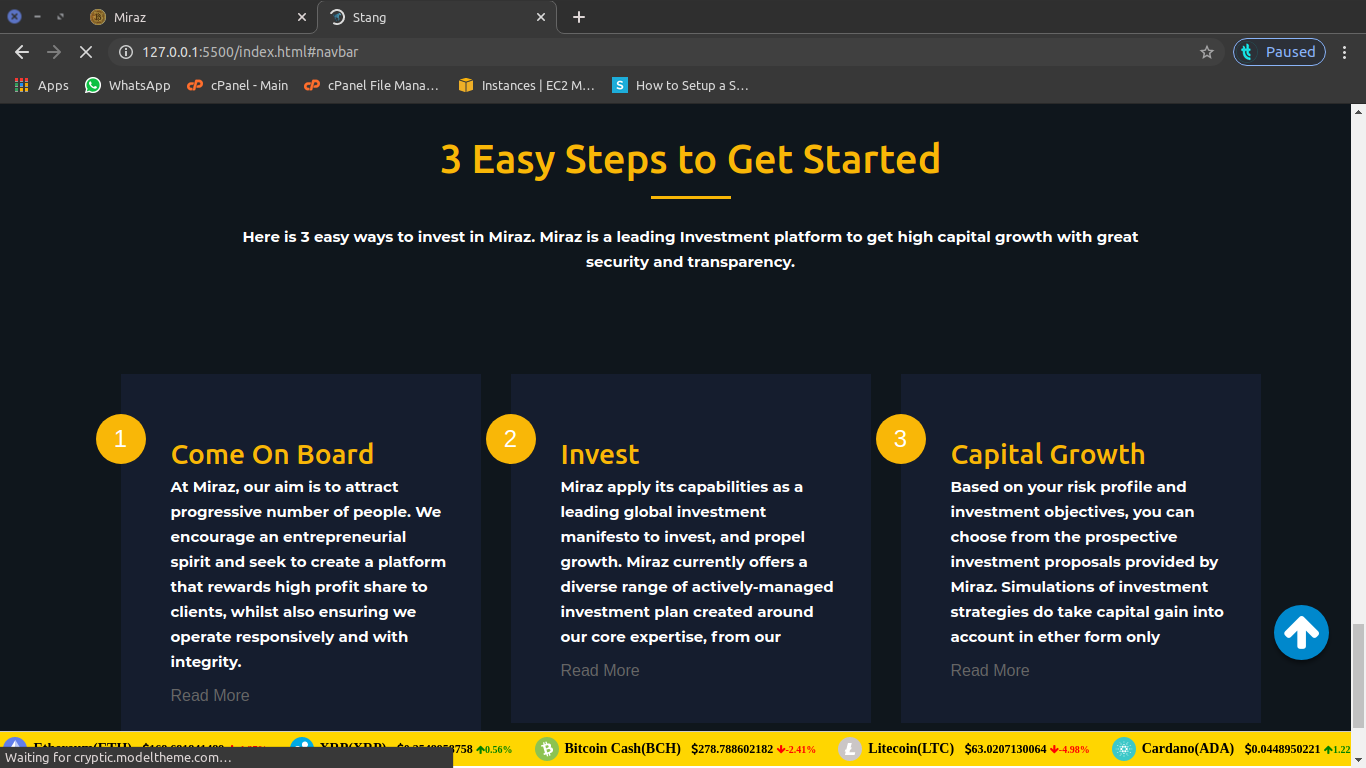 Miraz
Stang
127.0.0.1:5500/index.html#navbar
Paused
Apps
WhatsApp
cPanel - Main
cPanel File Mana...
Instances | EC2 M...
How to Setup a S...
3 Easy Steps to Get Started
Here is 3 easy ways to invest in Miraz. Miraz is a leading Investment platform to get high capital growth with great
security and transparency.
1
Come On Board
At Miraz, our aim is to attract
progressive number of people. We
encourage an entrepreneurial
spirit and seek to create a platform
that rewards high profit share to
clients, whilst also ensuring we
operate responsively and with
integrity.
Read More
2
Invest
Miraz apply its capabilities as a
leading global investment
manifesto to invest, and propel
growth. Miraz currently offers a
diverse range of actively-managed
investment plan created around
our core expertise, from our
Read More
3
Capital Growth
Based on your risk profile and
investment objectives, you can
choose from the prospective
investment proposals provided by
Miraz. Simulations of investment
strategies do take capital gain into
account in ether form only
Read More
Ethereum(ETH) XRP(XRP) 0.56% Bitcoin Cash(BCH) $278.788602182 -2.41% Litecoin(LTC) $63.0207130064 -4.98% Cardano(ADA) $0.0448950221 1.22
Waiting for cryptic.modeltheme.com...